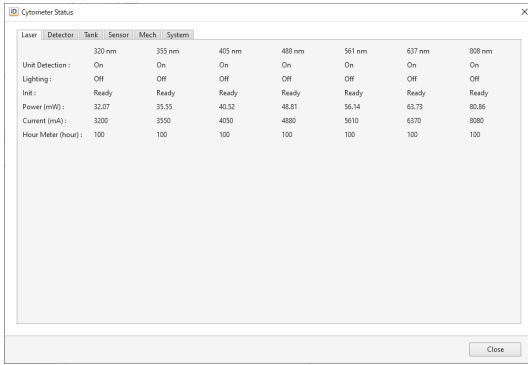 ID Cytometer Status
Laser Detector Tank Sensor Mech System
320 nm 355 nm 405 nm 488 nm 561 nm 637 nm 808 nm
Unit Detection : On On On On On On On
Lighting : Off Off Off Off Off Off Off
Init : Ready Ready Ready Ready Ready Ready Ready
Power (mW) : 32.07 35.55 40.52 48.81 56.14 63.73 80.86
Current (mA) : 3200 3550 4050 4880 5610 6370 8080
Hour Meter (hour) : 100 100 100 100 100 100 100
Close